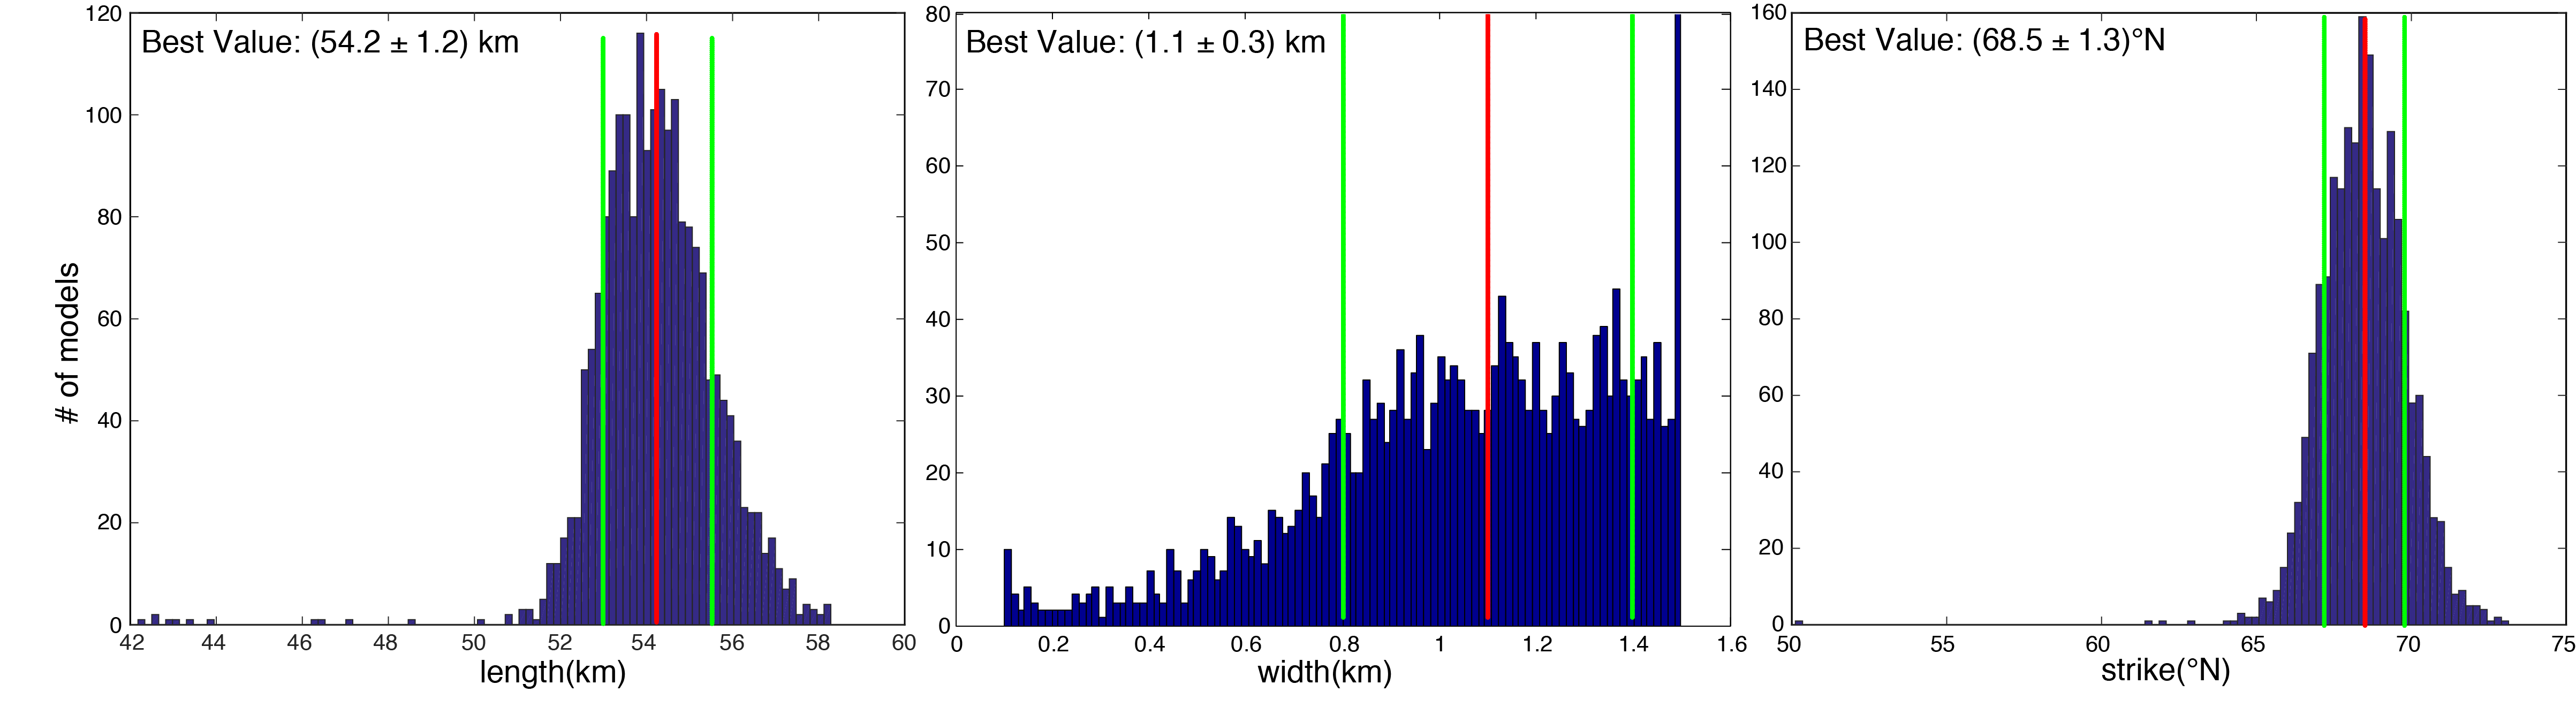 Best Value: (54.2 ± 1.2) km
120
100
80
60
40
20
0
# of models
42 44 46 48 50 52 54 56 58 60
length(km)
Best Value: (1.1 ± 0.3) km
80
70
60
50
40
30
20
10
0
0 0.2 0.4 0.6 0.8 1 1.2 1.4 1.6
width(km)
Best Value: (68.5 ± 1.3)°N
160
140
120
100
80
60
40
20
0
50 55 60 65 70 75
strike(°N)